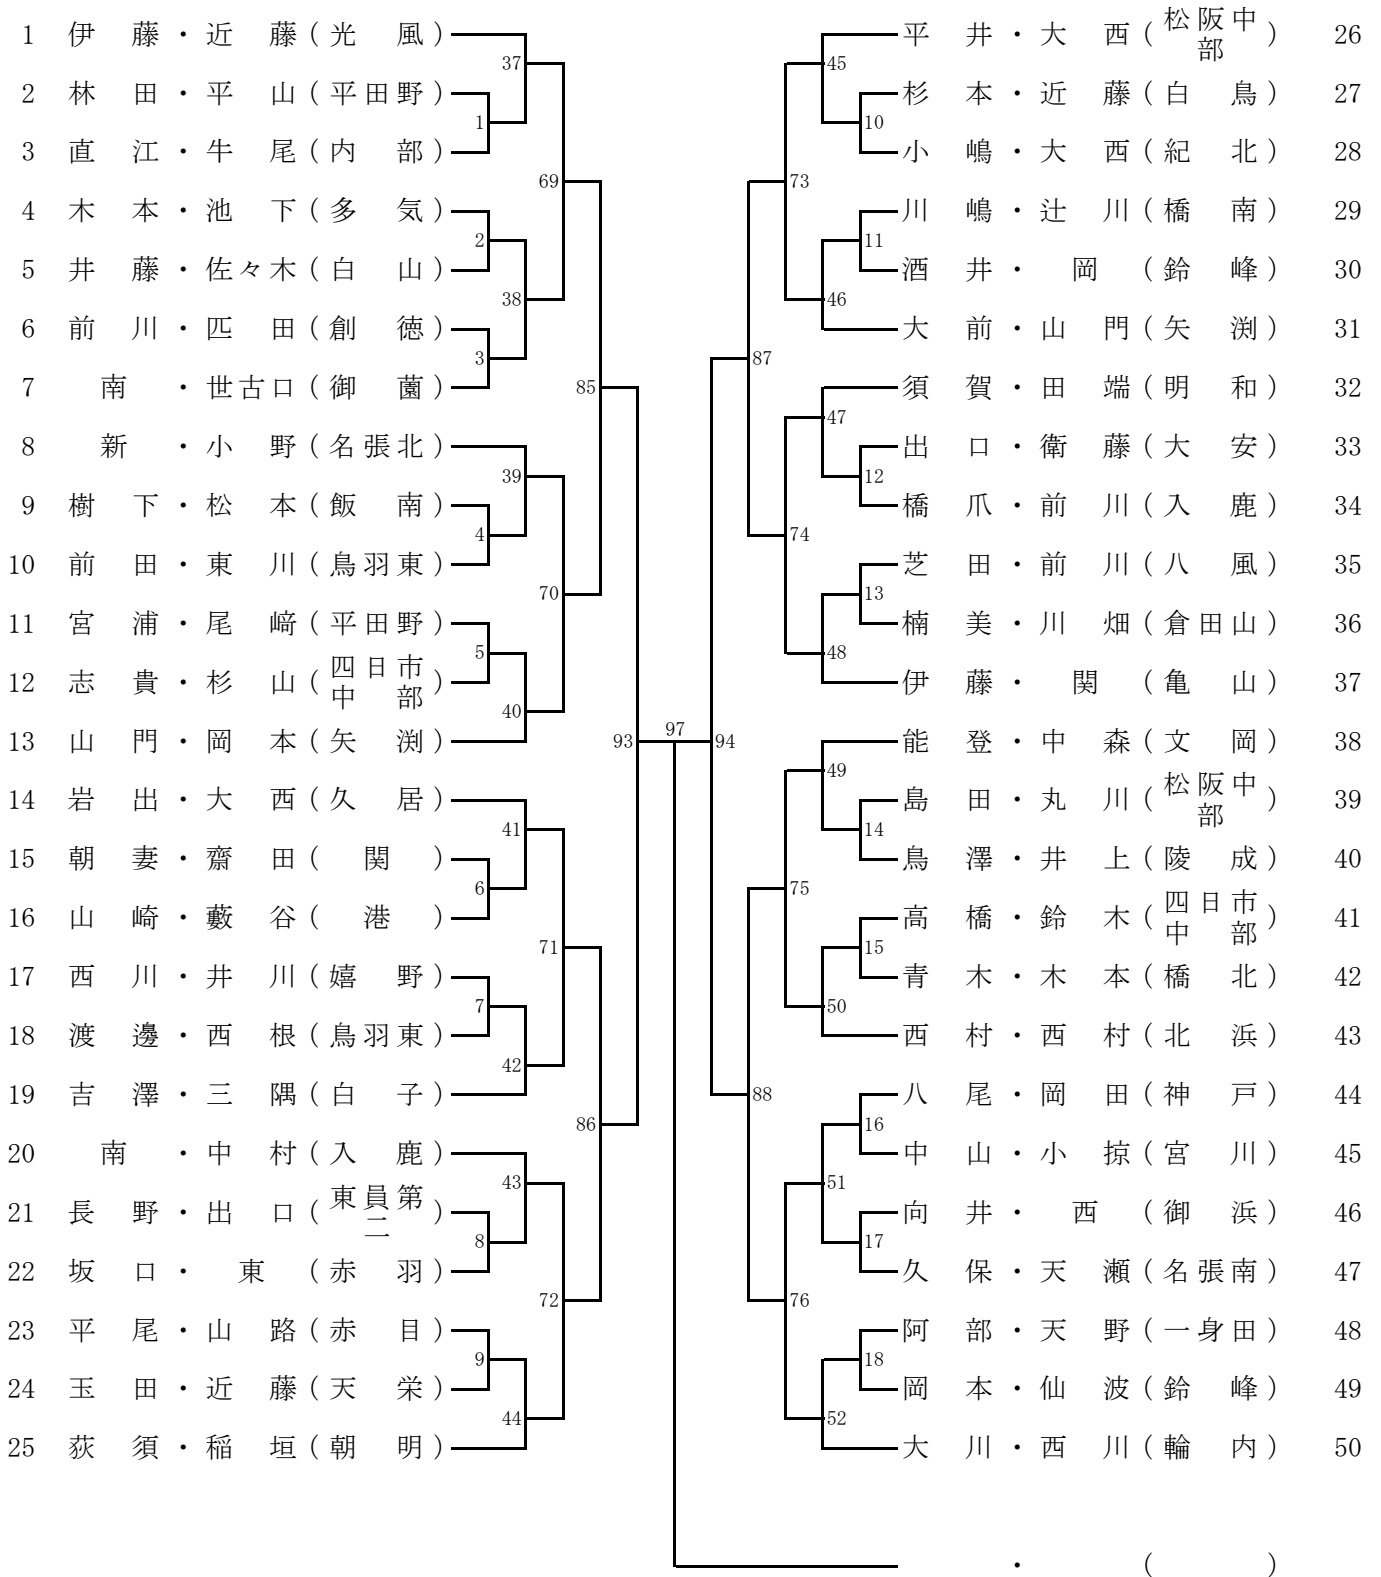 1 伊藤・近藤(光風)
2 林田・平山(平田野)
3 直江・牛尾(内部)
4 木本・池下(多気)
5 井藤・佐々木(白山)
6 前川・匹田(創徳)
7 南・世古口(御薗)
8 新・小野(名張北)
9 樹下・松本(飯南)
10 前田・東川(鳥羽東)
11 宮浦・尾﨑(平田野)
12 志貴・杉山(四日市中部)
13 山門・岡本(矢渕)
14 岩出・大西(久居)
15 朝妻・齋田(関)
16 山崎・藪谷(港)
17 西川・井川(嬉野)
18 渡邊・西根(鳥羽東)
19 吉澤・三隅(白子)
20 南・中村(入鹿)
21 長野・出口(東員第二)
22 坂口・東(赤羽)
23 平尾・山路(赤目)
24 玉田・近藤(天栄)
25 荻須・稲垣(朝明)
37
1
69
2
38
3
85
39
4
70
5
40
93
41
6
71
7
42
86
43
8
72
9
44
97
94
45
10
73
11
46
87
47
12
74
13
48
49
14
75
15
50
88
16
51
17
76
18
52
平井・大西(松阪中部) 26
杉本・近藤(白鳥) 27
小嶋・大西(紀北) 28
川嶋・辻川(橋南) 29
酒井・岡(鈴峰) 30
大前・山門(矢渕) 31
須賀・田端(明和) 32
出口・衛藤(大安) 33
橋爪・前川(入鹿) 34
芝田・前川(八風) 35
楠美・川畑(倉田山) 36
伊藤・関(亀山) 37
能登・中森(文岡) 38
島田・丸川(松阪中部) 39
鳥澤・井上(陵成) 40
高橋・鈴木(四日市中部) 41
青木・木本(橋北) 42
西村・西村(北浜) 43
八尾・岡田(神戸) 44
中山・小掠(宮川) 45
向井・西(御浜) 46
久保・天瀬(名張南) 47
阿部・天野(一身田) 48
岡本・仙波(鈴峰) 49
大川・西川(輪内) 50
・( )